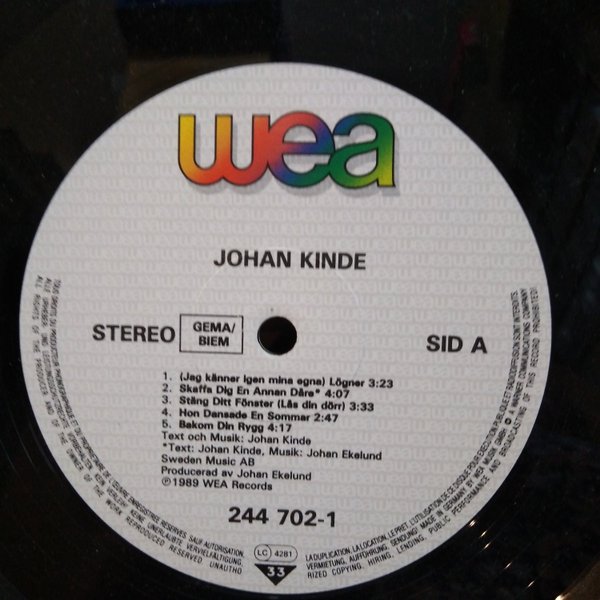 wea
JOHAN KINDE
STEREO
GEMA/
BIEM
SID A
1. (Jag känner igen mina egna) Lögner 3:23
2. Skaffa Dig En Annan Dåre* 4:07
3. Stäng Ditt Fönster (Lås din dörr) 3:33
4. Hon Dansade En Sommar 2:47
5. Bakom Din Rygg 4:17
Text och Musik: Johan Kinde
*Text: Johan Kinde, Musik: Johan Ekelund
Sweden Music AB
Producerad av Johan Ekelund
℗1989 WEA Records
244 702-1
LC 4281
33